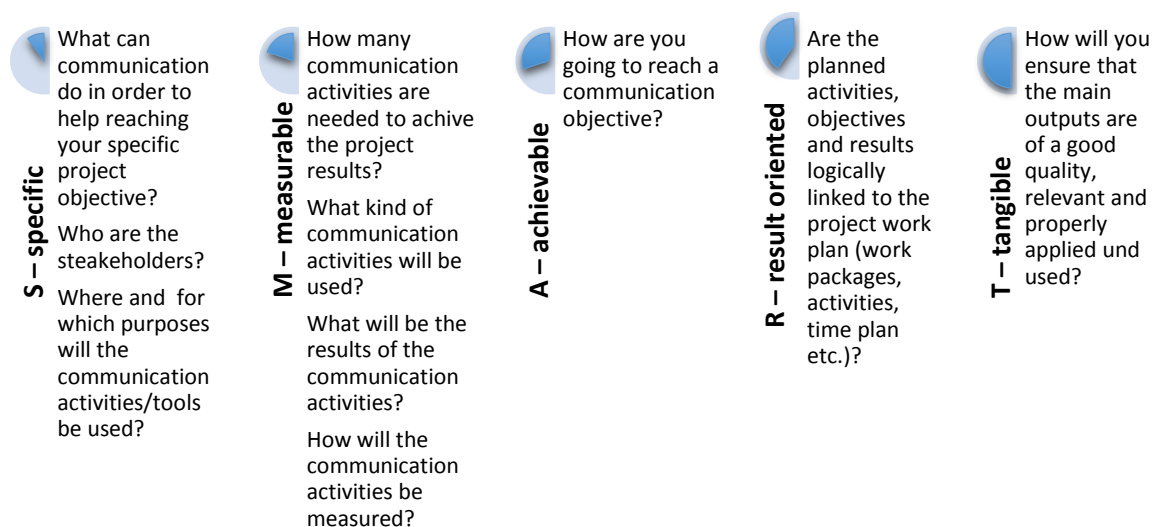 S – specific
What can
communication
do in order to
help reaching
your specific
project
objective?
Who are the
steakeholders?
Where and for
which purposes
will the
communication
activities/tools
be used?
M – measurable
How many
communication
activities are
needed to achive
the project
results?
What kind of
communication
activities will be
used?
What will be the
results of the
communication
activities?
How will the
communication
activities be
measured?
A – achievable
How are you
going to reach a
communication
objective?
R – result oriented
Are the
planned
activities,
objectives
and results
logically
linked to the
project work
plan (work
packages,
activities,
time plan
etc.)?
T – tangible
How will you
ensure that
the main
outputs are
of a good
quality,
relevant and
properly
applied und
used?